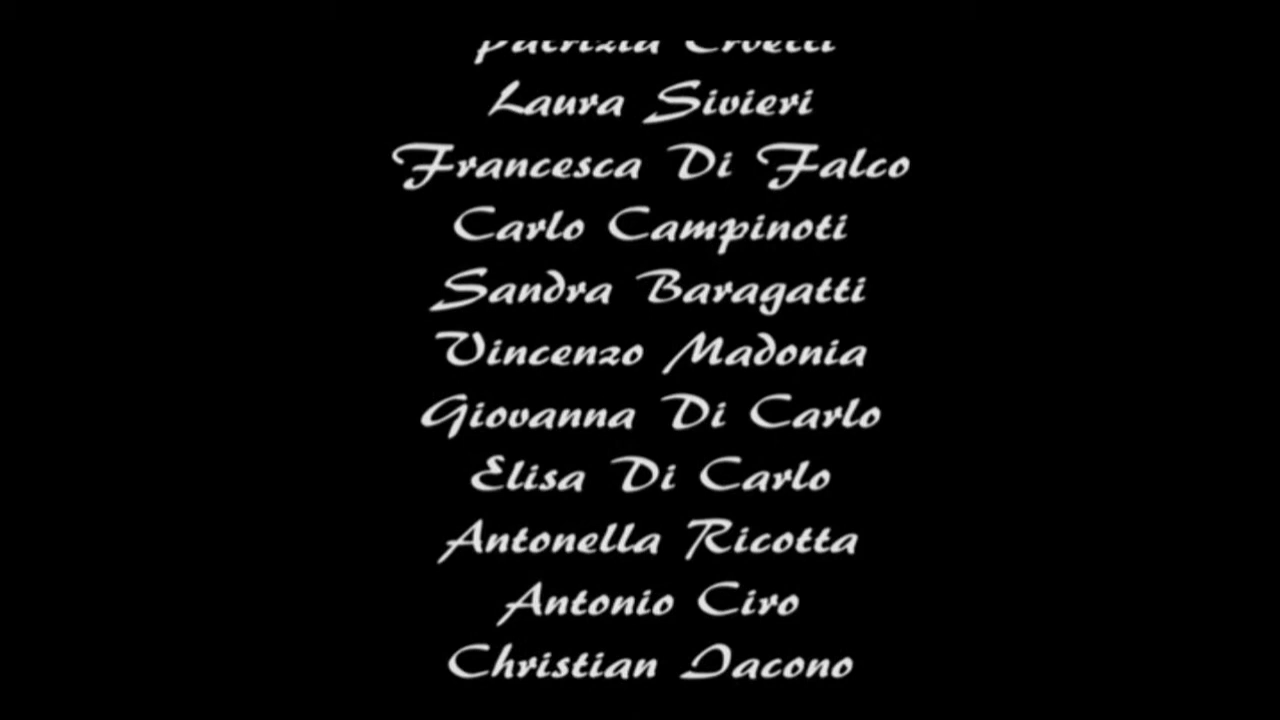 Patrizia
Laura Sivieri
Francesca Di Falco
Carlo Campinoti
Sandra Baragatti
Vincenzo Madonia
Giovanna Di Carlo
Elisa Di Carlo
Antonella Ricotta
Antonio Ciro
Christian Iacono